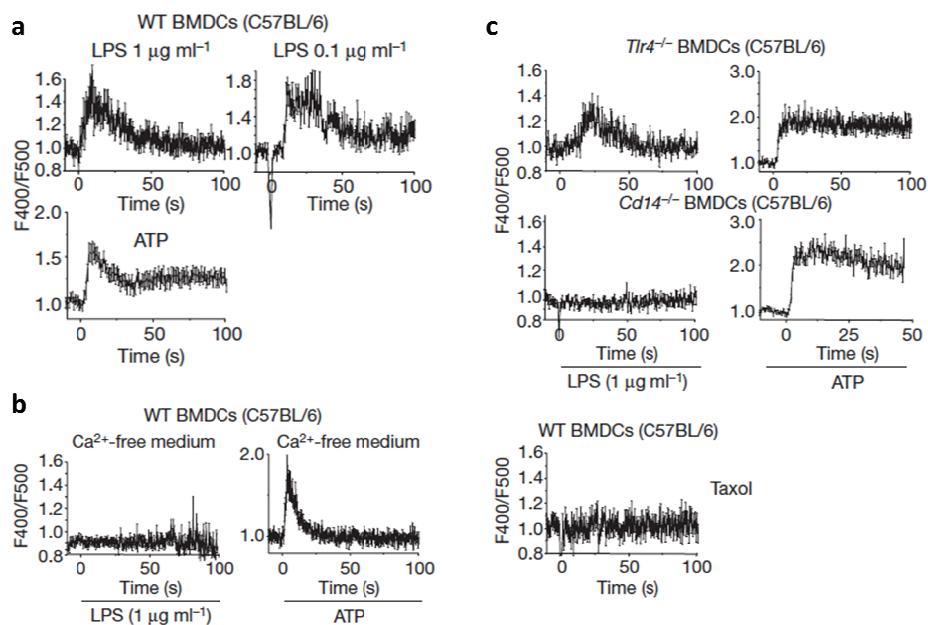 a
WT BMDCs (C57BL/6)
LPS 1 μg ml⁻¹
LPS 0.1 μg ml⁻¹
F400/F500
1.6
1.4
1.2
1.0
0.8
0
50
100
Time (s)
1.8
1.4
1.0
0
50
100
Time (s)
ATP
2.0
1.5
1.0
0
50
100
Time (s)
b
WT BMDCs (C57BL/6)
Ca²⁺-free medium
Ca²⁺-free medium
F400/F500
1.6
1.4
1.2
1.0
0.8
0
50
100
Time (s)
LPS (1 μg ml⁻¹)
2.0
1.0
0
50
100
Time (s)
ATP
c
Tlr4⁻/⁻ BMDCs (C57BL/6)
F400/F500
1.6
1.4
1.2
1.0
0.8
0
50
100
3.0
2.0
1.0
0
50
100
Time (s)
Cd14⁻/⁻ BMDCs (C57BL/6)
1.6
1.4
1.2
1.0
0.8
0
50
100
Time (s)
LPS (1 μg ml⁻¹)
2.0
1.0
0
25
50
Time (s)
ATP
WT BMDCs (C57BL/6)
F400/F500
1.6
1.4
1.2
1.0
0.8
0
50
100
Time (s)
Taxol